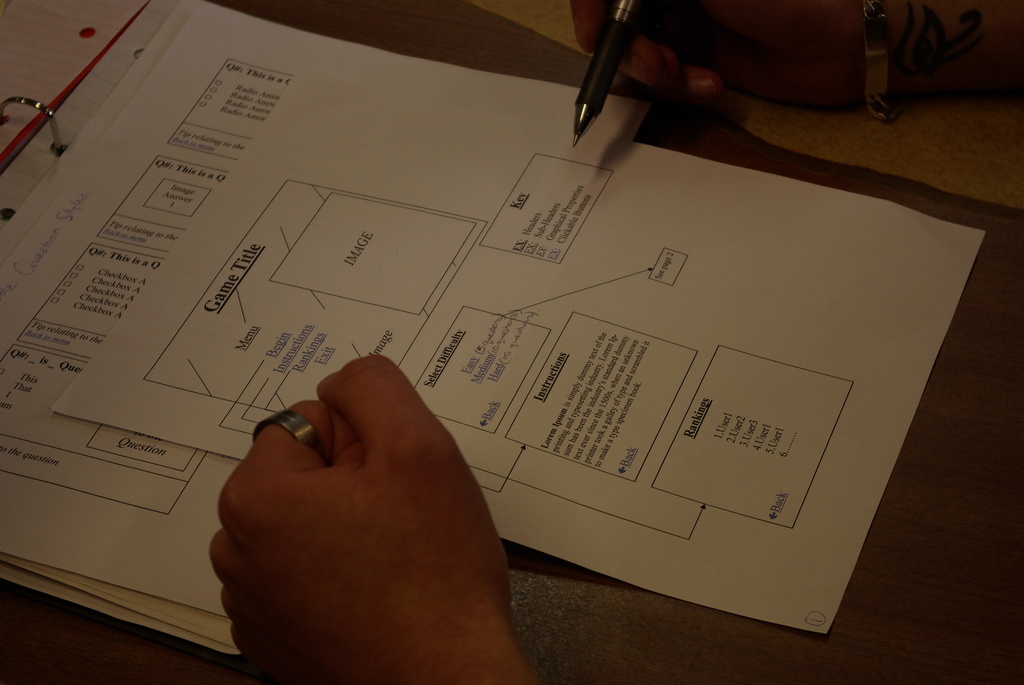 Game Title
IMAGE
Menu
Begin
Instructions
Rankings
Exit
Image
Key
EX: Headers
EX: Sub-Headers
EX Graphical Properties
EX: Clickable Buttons
Select Difficulty
Easy
Medium
Hard
Back
See page 2
Instructions
Lorem Ipsum is simply dummy text of the
printing and typesetting industry. Lorem Ip-
sum has been the industry's standard dummy
text ever since the 1500s, when an unknown
printer took a galley of type and scrambled it
to make a type specimen book.
Back
Rankings
1.User1
2.User2
3.User3
4.User1
5.User1
6......
Back
1
Question Styles
Q#: This is a Q
Radio Answ
Radio Answ
Radio Answ
Radio Answ
Tip relating to the
Back to menu
Q#: This is a Q
Image
Answer
1
Tip relating to the
Back to menu
Q#: This is a Q
Checkbox A
Checkbox A
Checkbox A
Checkbox A
Tip relating to the
Back to menu
Q#: _ is_ Que
This
That
I
Question
to the question